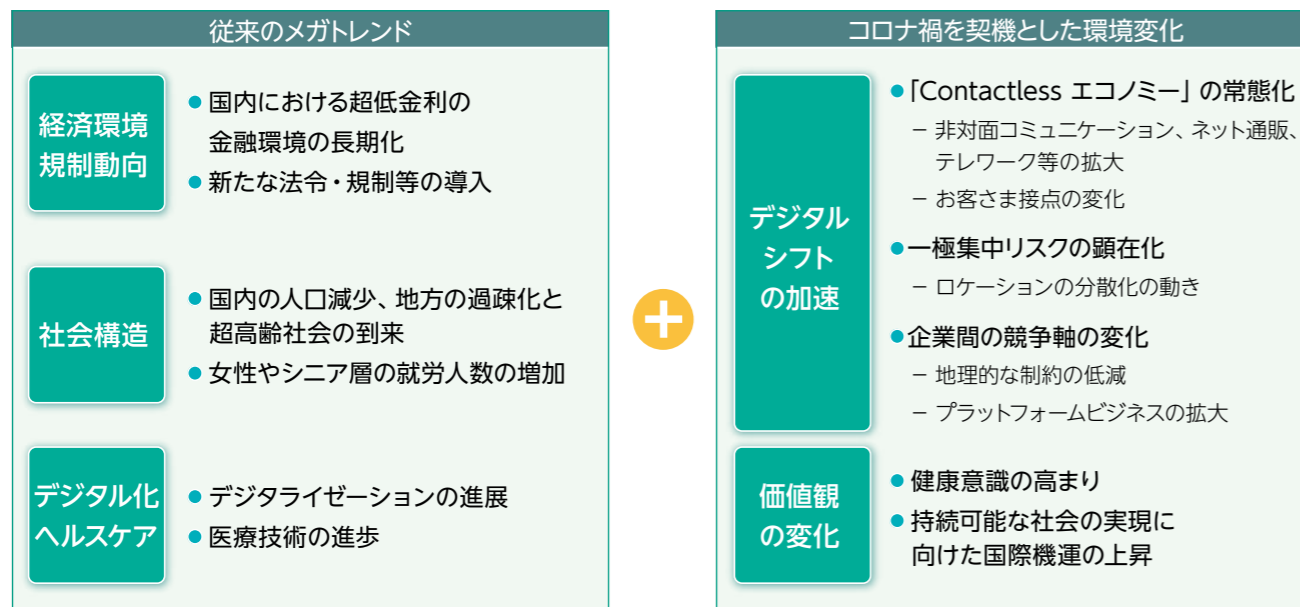 従来のメガトレンド
経済環境
規制動向
●国内における超低金利の
金融環境の長期化
●新たな法令・規制等の導入
社会構造
●国内の人口減少、地方の過疎化と
超高齢社会の到来
●女性やシニア層の就労人数の増加
デジタル化
ヘルスケア
●デジタライゼーションの進展
●医療技術の進歩
+
コロナ禍を契機とした環境変化
デジタル
シフト
の加速
●「Contactless エコノミー」の常態化
− 非対面コミュニケーション、ネット通販、
テレワーク等の拡大
− お客さま接点の変化
●一極集中リスクの顕在化
− ロケーションの分散化の動き
●企業間の競争軸の変化
− 地理的な制約の低減
− プラットフォームビジネスの拡大
価値観
の変化
●健康意識の高まり
●持続可能な社会の実現に
向けた国際機運の上昇